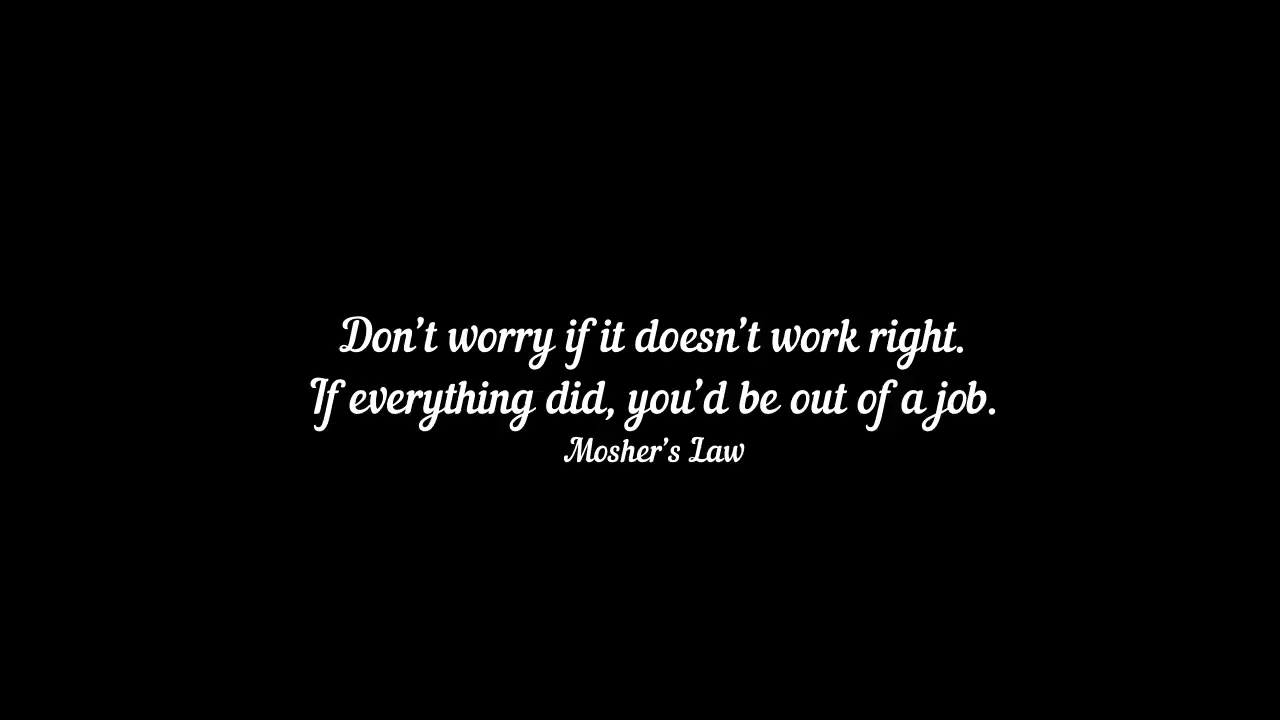 Don’t worry if it doesn’t work right.
If everything did, you’d be out of a job.
Mosher’s Law